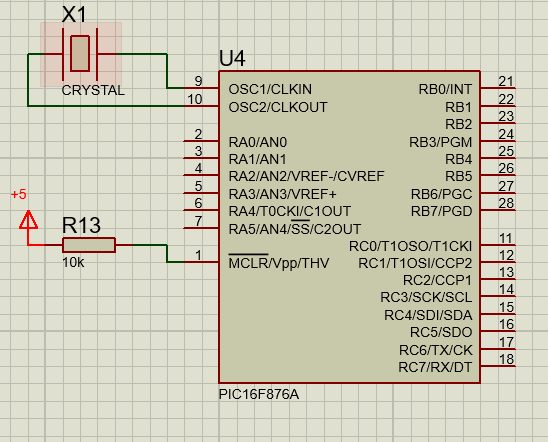 X1
CRYSTAL
U4
9 OSC1/CLKIN RB0/INT 21
10 OSC2/CLKOUT RB1 22
RB2 23
2 RA0/AN0 RB3/PGM 24
3 RA1/AN1 RB4 25
4 RA2/AN2/VREF-/CVREF RB5 26
5 RA3/AN3/VREF+ RB6/PGC 27
6 RA4/T0CKI/C1OUT RB7/PGD 28
7 RA5/AN4/SS/C2OUT
RC0/T1OSO/T1CKI 11
1 MCLR/Vpp/THV RC1/T1OSI/CCP2 12
RC2/CCP1 13
RC3/SCK/SCL 14
RC4/SDI/SDA 15
RC5/SDO 16
RC6/TX/CK 17
RC7/RX/DT 18
PIC16F876A
+5
R13
10k